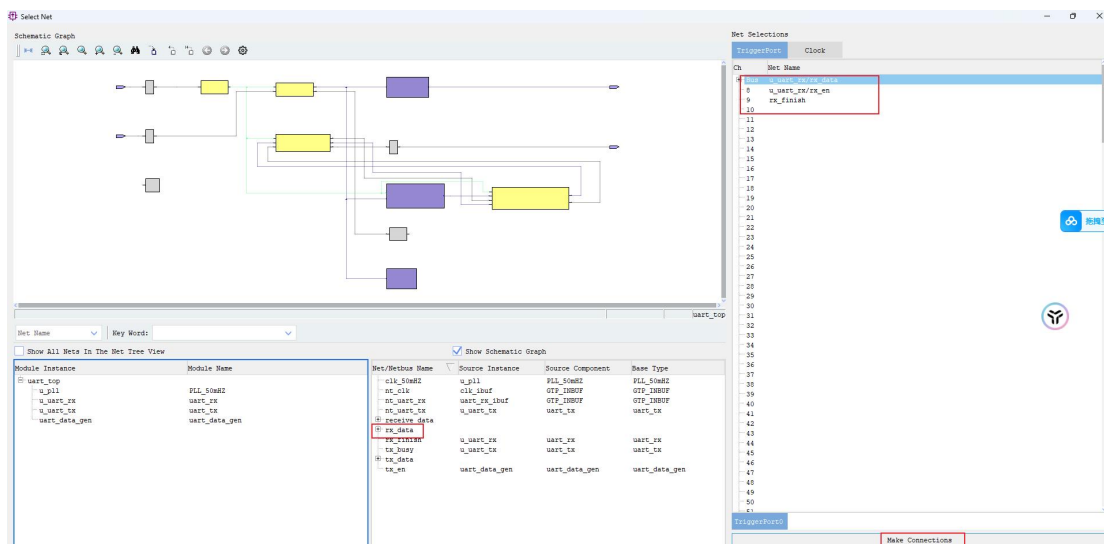 Select Net
Schematic Graph
uart_top
Net Name
Key Word:
Show All Nets In The Net Tree View
Show Schematic Graph
Module Instance Module Name
uart_top
u_pll PLL_50mHZ
u_uart_rx uart_rx
u_uart_tx uart_tx
uart_data_gen uart_data_gen
Net/Netbus Name Source Instance Source Component Base Type
clk_50mHZ u_pll PLL_50mHZ PLL_50mHZ
nt_clk clk_ibuf GTP_INBUF GTP_INBUF
nt_uart_rx uart_rx_ibuf GTP_INBUF GTP_INBUF
nt_uart_tx u_uart_tx uart_tx uart_tx
receive_data
rx_data
rx_finish u_uart_rx uart_rx uart_rx
tx_busy u_uart_tx uart_tx uart_tx
tx_data
tx_en uart_data_gen uart_data_gen uart_data_gen
Net Selections
TriggerPort Clock
Ch Net Name
Bus u_uart_rx/rx_data
8 u_uart_rx/rx_en
9 rx_finish
10
11
12
13
14
15
16
17
18
19
20
21
22
23
24
25
26
27
28
29
30
31
32
33
34
35
36
37
38
39
40
41
42
43
44
45
46
47
48
49
50
TriggerPort0
Make Connections